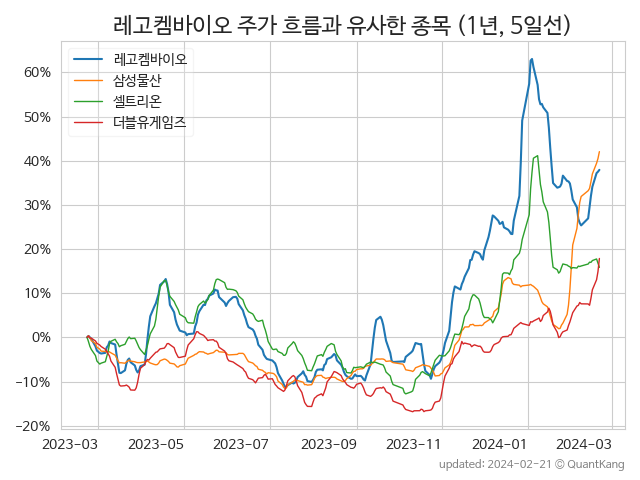 레고켐바이오 주가 흐름과 유사한 종목 (1년, 5일선)
레고켐바이오
삼성물산
셀트리온
더블유게임즈
60%
50%
40%
30%
20%
10%
0%
−10%
−20%
2023-03 2023-05 2023-07 2023-09 2023-11 2024-01 2024-03
updated: 2024-02-21 © QuantKang